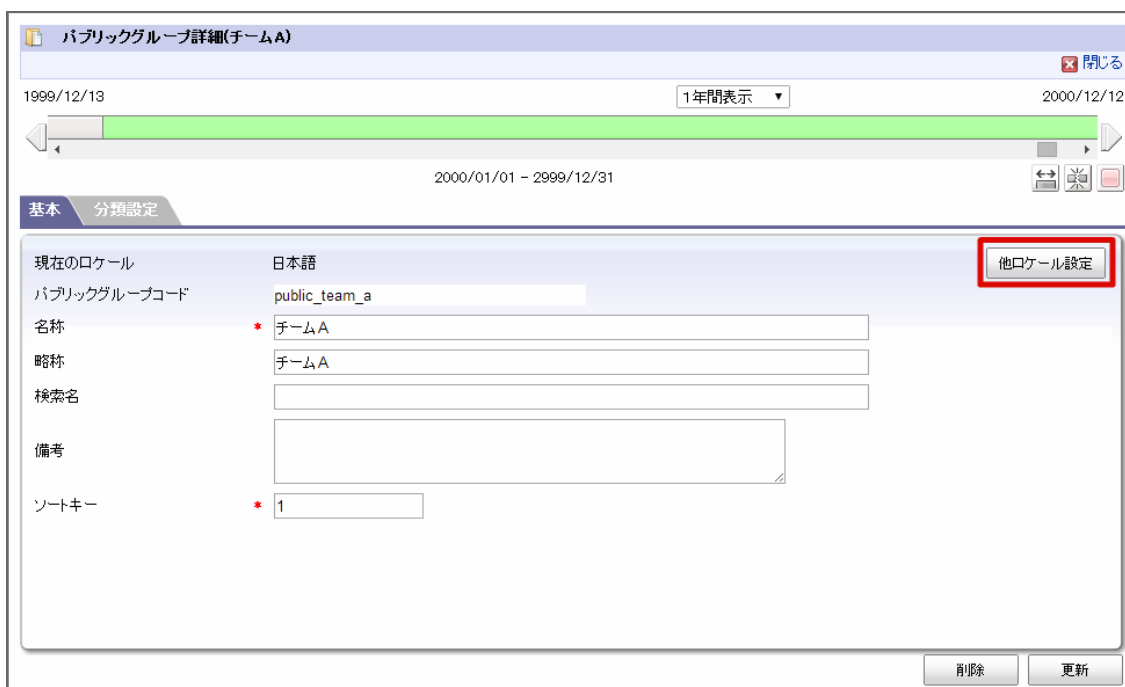 パブリックグループ詳細(チームA)
閉じる
1999/12/13 1年間表示 2000/12/12
2000/01/01 - 2999/12/31
基本 分類設定
現在のロケール 日本語 他ロケール設定
パブリックグループコード public_team_a
名称 * チームA
略称 チームA
検索名
備考
ソートキー * 1
削除 更新